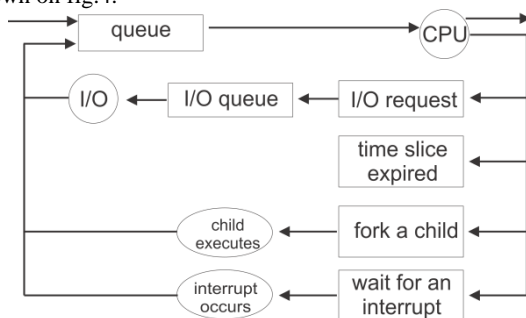 queue
CPU
I/O
I/O queue
I/O request
time slice
expired
child
executes
fork a child
interrupt
occurs
wait for an
interrupt